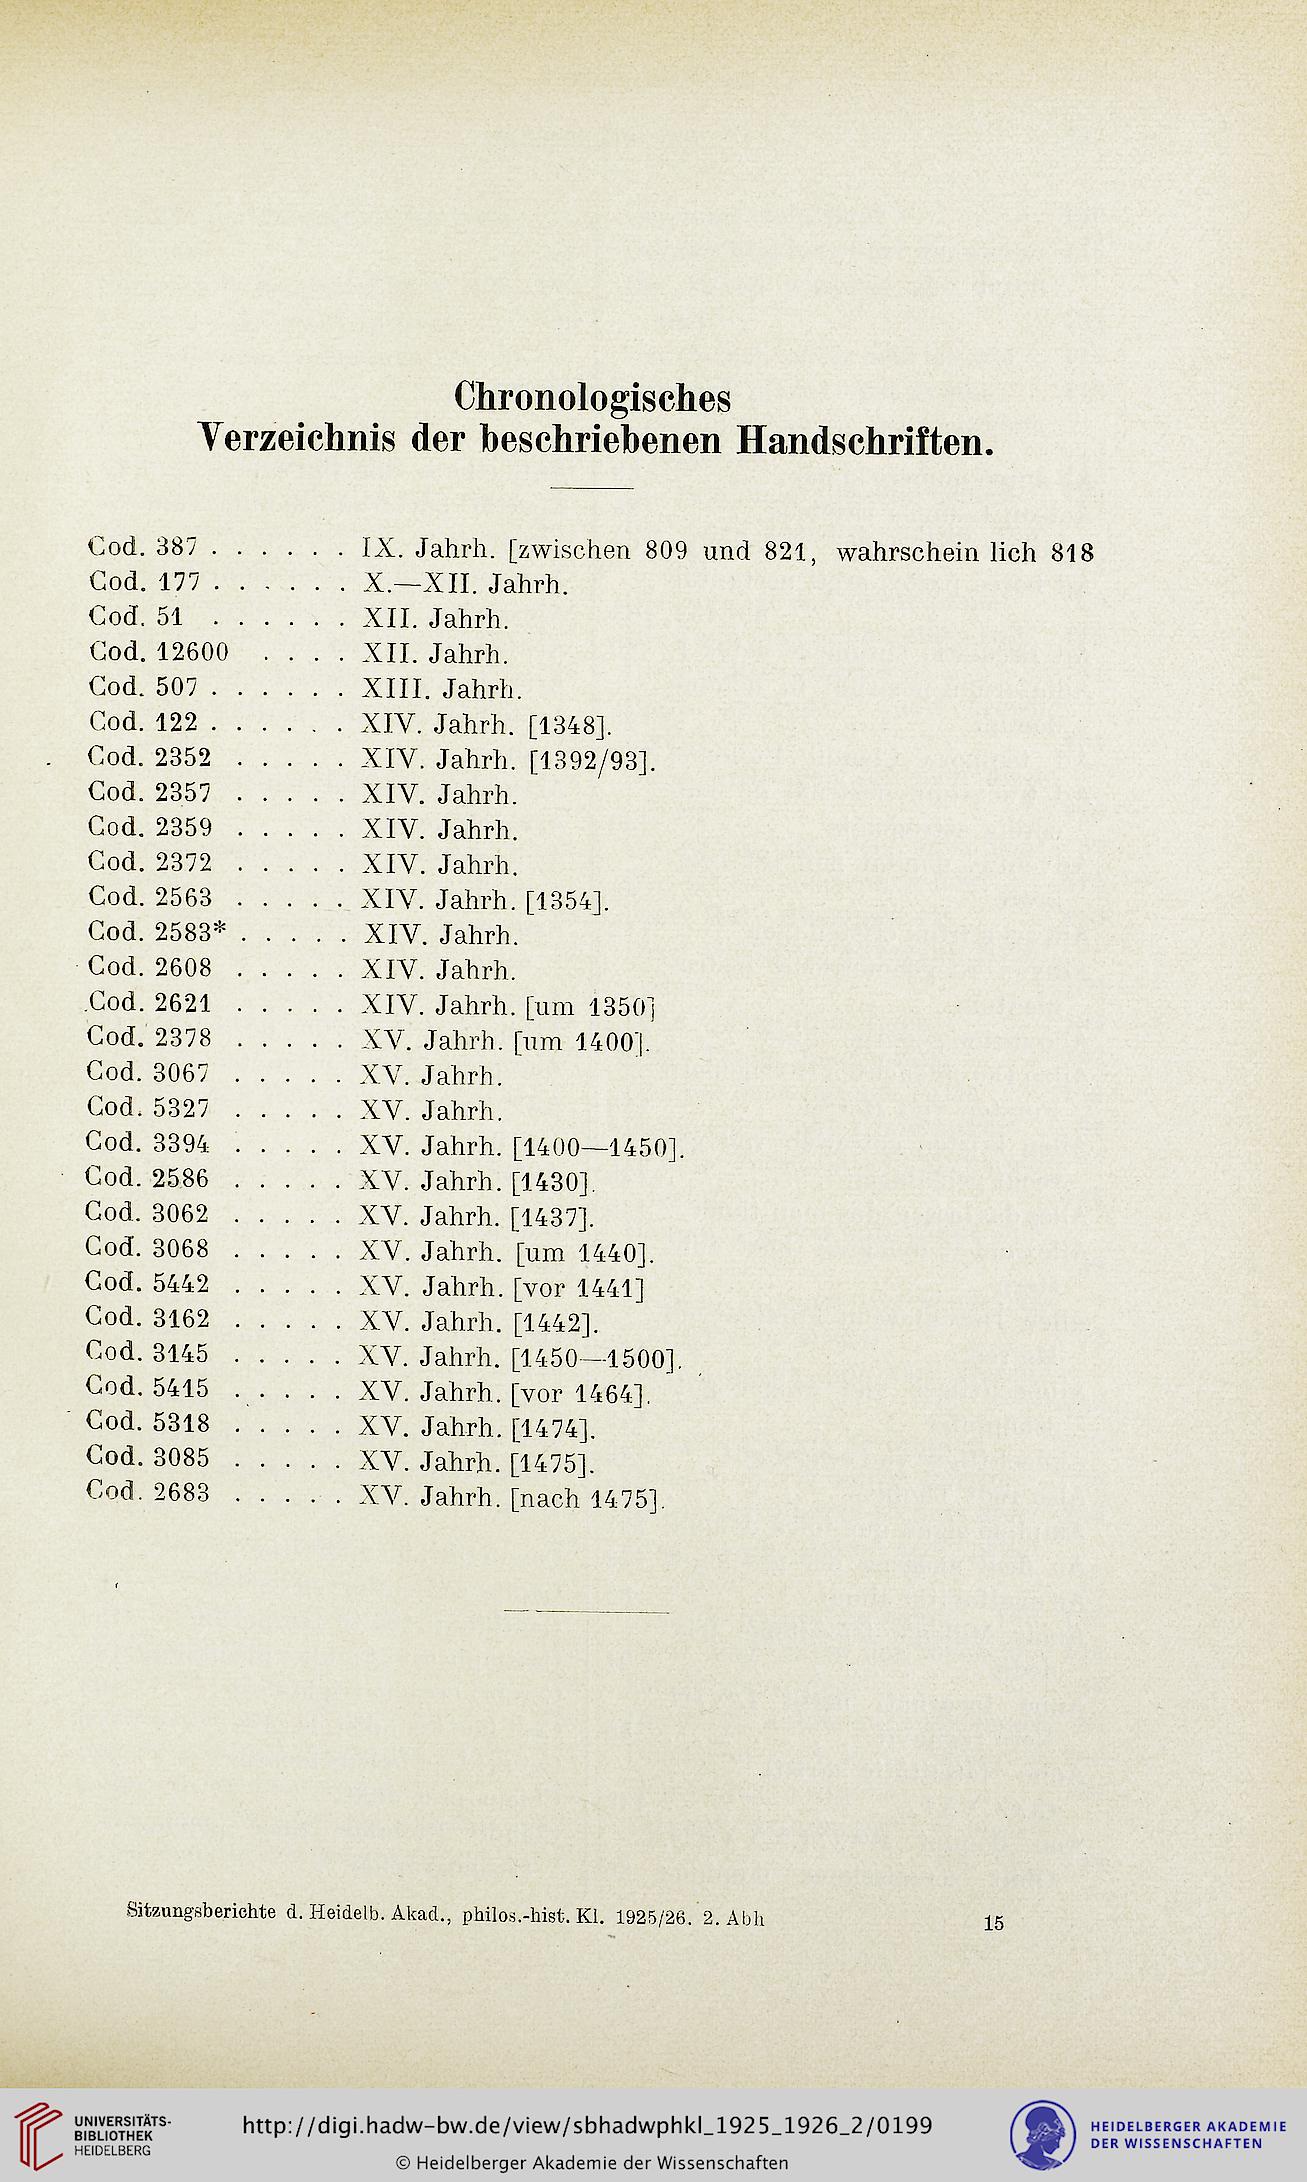 Chronologisches
Verzeichnis der beschriebenen Handschriften.
Cod. 387 . . . . . . IX. Jahrh. [zwischen 809 und 821, wahrschein lich 818
Cod. 177 . . . . . . X.—XII. Jahrh.
Cod. 51 . . . . . . XII. Jahrh.
Cod. 12600 . . . . XII. Jahrh.
Cod. 507 . . . . . . XIII. Jahrh.
Cod. 122 . . . . . . XIV. Jahrh. [1348].
Cod. 2352 . . . . . XIV. Jahrh. [1392/93].
Cod. 2357 . . . . . XIV. Jahrh.
Cod. 2359 . . . . . XIV. Jahrh.
Cod. 2372 . . . . . XIV. Jahrh.
Cod. 2563 . . . . . XIV. Jahrh. [1354].
Cod. 2583* . . . . . XIV. Jahrh.
Cod. 2608 . . . . . XIV. Jahrh.
Cod. 2621 . . . . . XIV. Jahrh. [um 1350]
Cod. 2378 . . . . . XV. Jahrh. [um 1400].
Cod. 3067 . . . . . XV. Jahrh.
Cod. 5327 . . . . . XV. Jahrh.
Cod. 3394 . . . . . XV. Jahrh. [1400—1450].
Cod. 2586 . . . . . XV. Jahrh. [1430].
Cod. 3062 . . . . . XV. Jahrh. [1437].
Cod. 3068 . . . . . XV. Jahrh. [um 1440].
Cod. 5442 . . . . . XV. Jahrh. [vor 1441]
Cod. 3162 . . . . . XV. Jahrh. [1442].
Cod. 3145 . . . . . XV. Jahrh. [1450—1500].
Cod. 5415 . . . . . XV. Jahrh. [vor 1464].
Cod. 5318 . . . . . XV. Jahrh. [1474].
Cod. 3085 . . . . . XV. Jahrh. [1475].
Cod. 2683 . . . . . XV. Jahrh. [nach 1475].
Sitzungsberichte d. Heidelb. Akad., philos.-hist. Kl. 1925/26. 2. Abh
15
UNIVERSITÄTS-
BIBLIOTHEK
HEIDELBERG
http://digi.hadw-bw.de/view/sbhadwphkl_1925_1926_2/0199
© Heidelberger Akademie der Wissenschaften
HEIDELBERGER AKADEMIE
DER WISSENSCHAFTEN